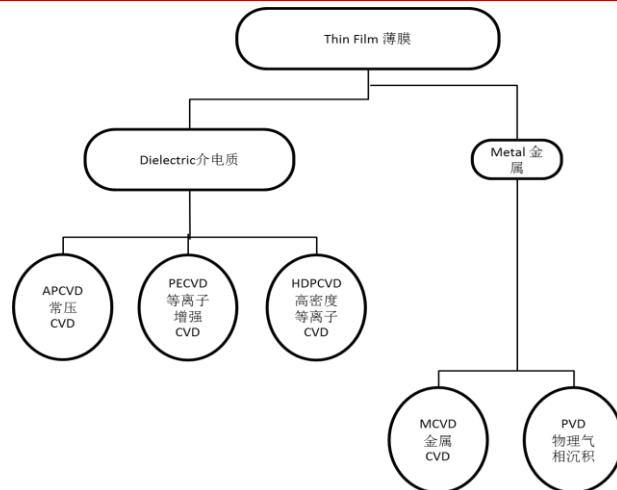 Thin Film 薄膜
Dielectric介电质
Metal 金
属
APCVD
常压
CVD
PECVD
等离子
增强
CVD
HDPCVD
高密度
等离子
CVD
MCVD
金属
CVD
PVD
物理气
相沉积